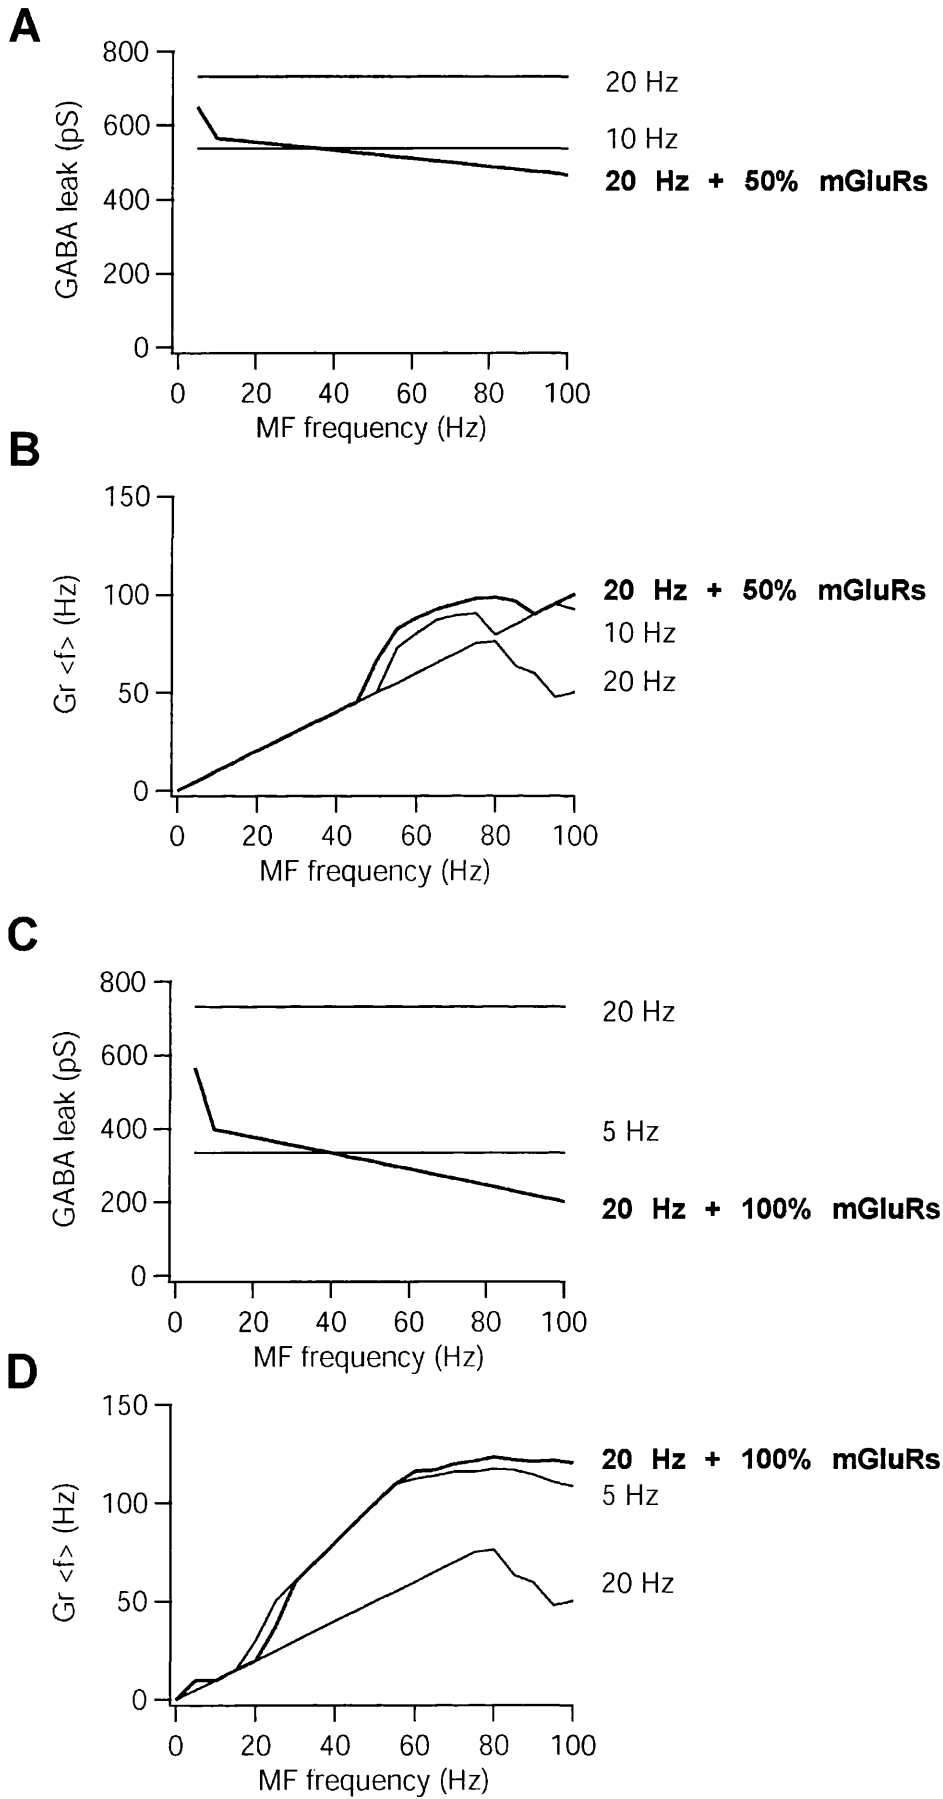 A
800
600
400
200
0
GABA leak (pS)
20 Hz
10 Hz
20 Hz + 50% mGluRs
0 20 40 60 80 100
MF frequency (Hz)
B
150
100
50
0
Gr <f> (Hz)
20 Hz + 50% mGluRs
10 Hz
20 Hz
0 20 40 60 80 100
MF frequency (Hz)
C
800
600
400
200
0
GABA leak (pS)
20 Hz
5 Hz
20 Hz + 100% mGluRs
0 20 40 60 80 100
MF frequency (Hz)
D
150
100
50
0
Gr <f> (Hz)
20 Hz + 100% mGluRs
5 Hz
20 Hz
0 20 40 60 80 100
MF frequency (Hz)